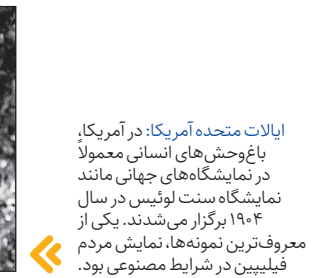 ایالات متحده آمریکا: در آمریکا،
باغ‌وحش‌های انسانی معمولاً
در نمایشگاه‌های جهانی مانند
نمایشگاه سنت لوئیس در سال
۱۹۰۴ برگزار می‌شدند. یکی از
معروف‌ترین نمونه‌ها، نمایش مردم
فیلیپین در شرایط مصنوعی بود.